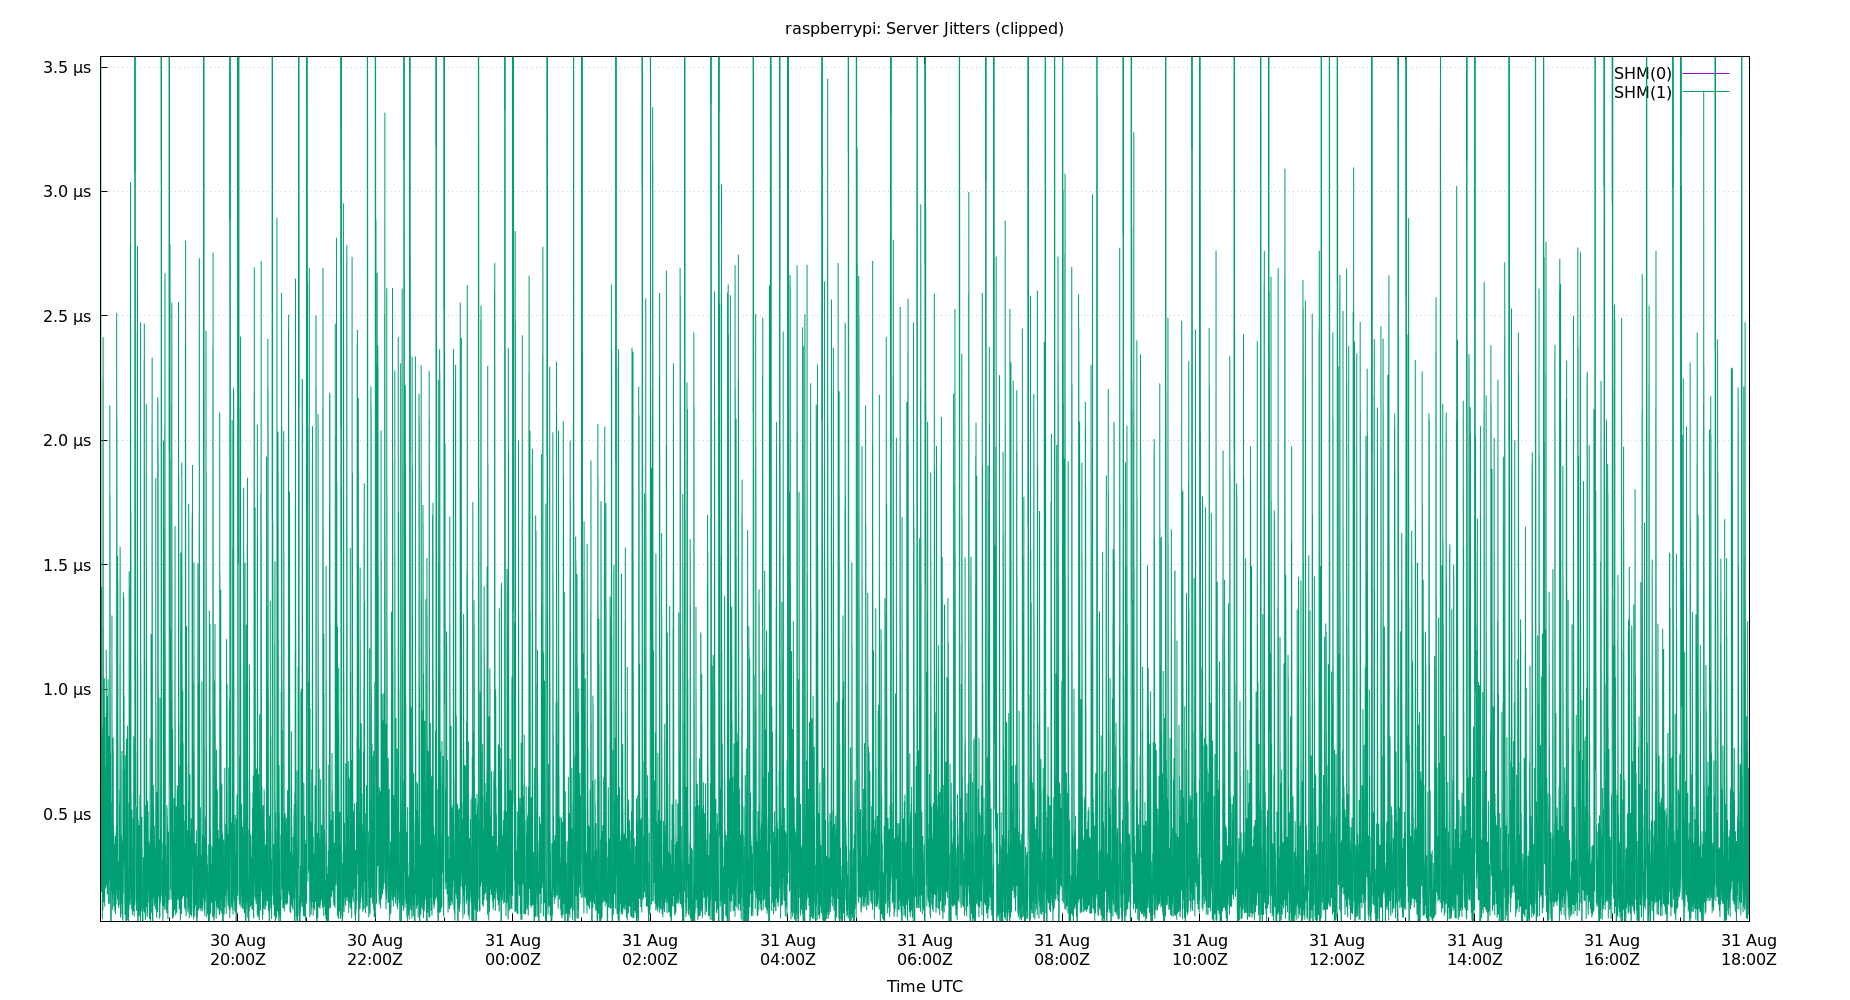 raspberrypi: Server Jitters (clipped)
3.5 µs
SHM(0)
SHM(1)
3.0 µs
2.5 µs
2.0 µs
1.5 µs
1.0 µs
0.5 µs
30 Aug 30 Aug 31 Aug 31 Aug 31 Aug 31 Aug 31 Aug 31 Aug 31 Aug 31 Aug 31 Aug 31 Aug
20:00Z 22:00Z 00:00Z 02:00Z 04:00Z 06:00Z 08:00Z 10:00Z 12:00Z 14:00Z 16:00Z 18:00Z
Time UTC